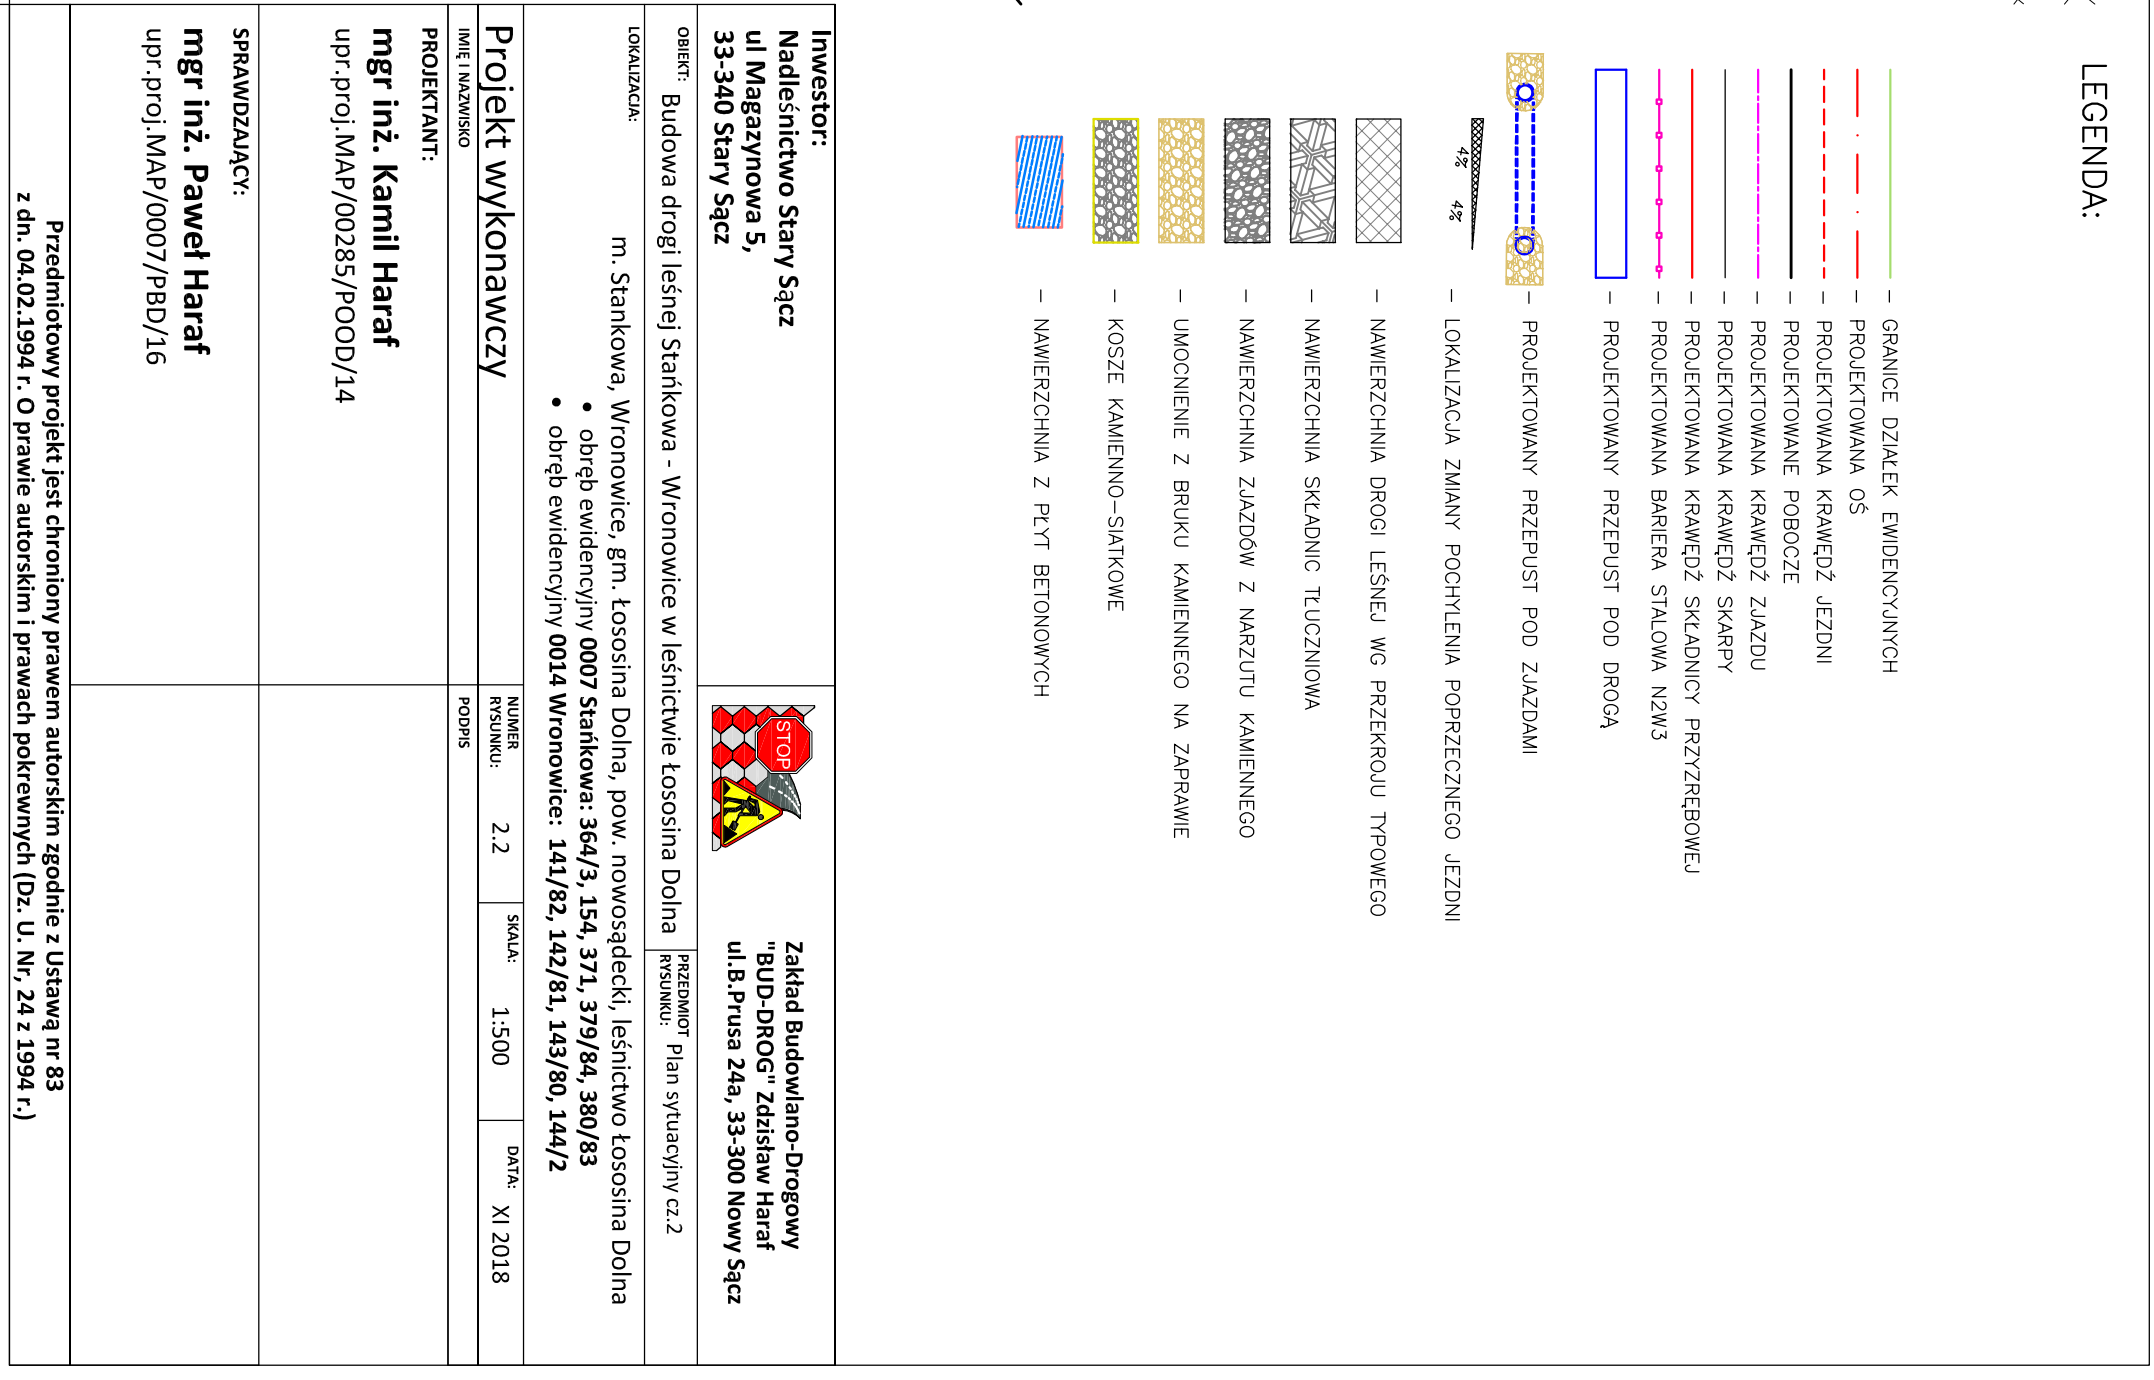 LEGENDA:
– GRANICE DZIAŁEK EWIDENCYJNYCH
– PROJEKTOWANA OŚ
– PROJEKTOWANA KRAWĘDŹ JEZDNI
– PROJEKTOWANE POBOCZE
– PROJEKTOWANA KRAWĘDŹ ZJAZDU
– PROJEKTOWANA KRAWĘDŹ SKARPY
– PROJEKTOWANA KRAWĘDŹ SKŁADNICY PRZYZRĘBOWEJ
– PROJEKTOWANA BARIERA STALOWA N2W3
– PROJEKTOWANY PRZEPUST POD DROGĄ
– PROJEKTOWANY PRZEPUST POD ZJAZDAMI
4% 4% – LOKALIZACJA ZMIANY POCHYLENIA POPRZECZNEGO JEZDNI
– NAWIERZCHNIA DROGI LEŚNEJ WG PRZEKROJU TYPOWEGO
– NAWIERZCHNIA SKŁADNIC TŁUCZNIOWA
– NAWIERZCHNIA ZJAZDÓW Z NARZUTU KAMIENNEGO
– UMOCNIENIE Z BRUKU KAMIENNEGO NA ZAPRAWIE
– KOSZE KAMIENNO–SIATKOWE
– NAWIERZCHNIA Z PŁYT BETONOWYCH
Inwestor:
Nadleśnictwo Stary Sącz
ul Magazynowa 5,
33-340 Stary Sącz
STOP
Zakład Budowlano-Drogowy
"BUD-DROG" Zdzisław Haraf
ul.B.Prusa 24a, 33-300 Nowy Sącz
OBIEKT: Budowa drogi leśnej Stańkowa - Wronowice w leśnictwie Łososina Dolna
PRZEDMIOT
RYSUNKU: Plan sytuacyjny cz.2
LOKALIZACJA:
m. Stankowa, Wronowice, gm. Łososina Dolna, pow. nowosądecki, leśnictwo Łososina Dolna
• obręb ewidencyjny 0007 Stańkowa: 364/3, 154, 371, 379/84, 380/83
• obręb ewidencyjny 0014 Wronowice: 141/82, 142/81, 143/80, 144/2
Projekt wykonawczy
NUMER
RYSUNKU: 2.2
SKALA: 1:500
DATA: XI 2018
IMIĘ I NAZWISKO
PODPIS
PROJEKTANT:
mgr inż. Kamil Haraf
upr.proj.MAP/00285/POOD/14
SPRAWDZAJĄCY:
mgr inż. Paweł Haraf
upr.proj.MAP/0007/PBD/16
Przedmiotowy projekt jest chroniony prawem autorskim zgodnie z Ustawą nr 83
z dn. 04.02.1994 r. O prawie autorskim i prawach pokrewnych (Dz. U. Nr, 24 z 1994 r.)